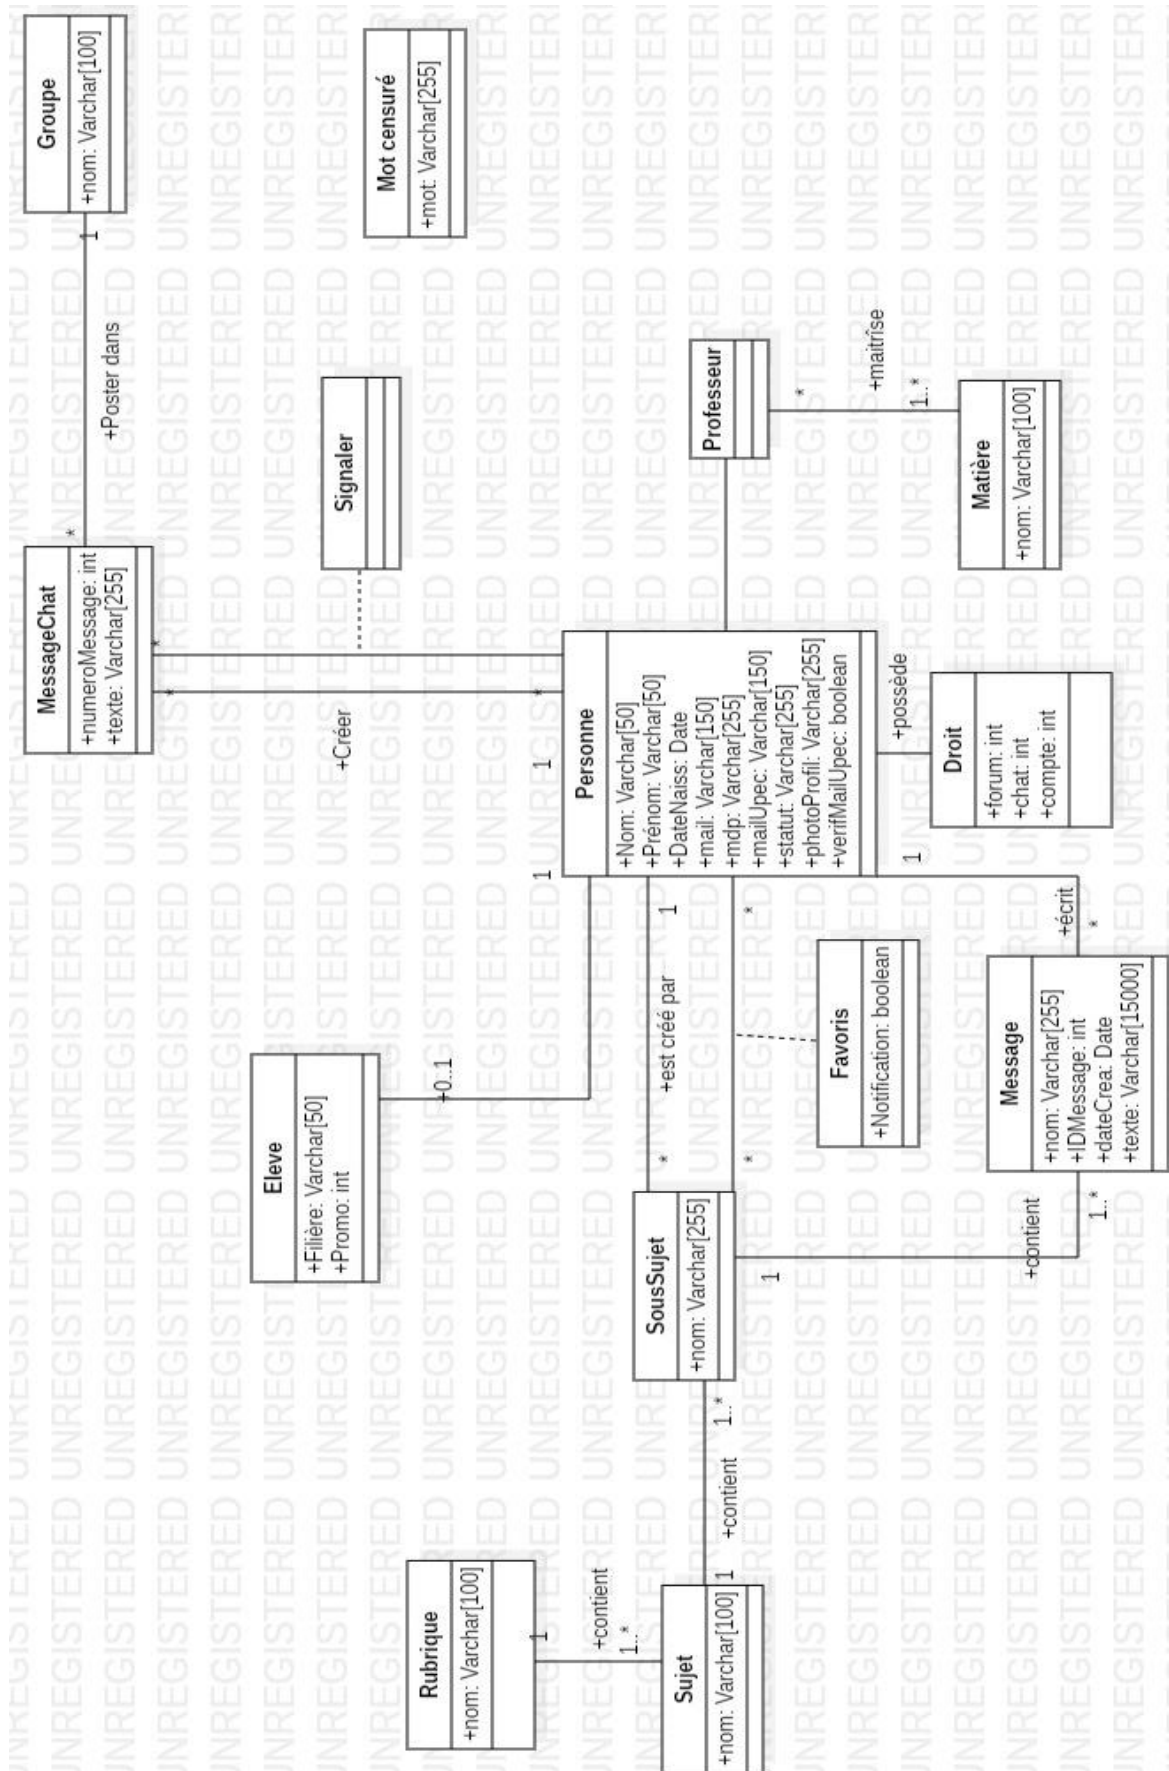 Groupe
+nom: Varchar[100]
1
+Poster dans
*
MessageChat
+numeroMessage: int
+texte: Varchar[255]
Mot censuré
+mot: Varchar[255]
Signaler
*
*
+Créer
1
*
Personne
+Nom: Varchar[50]
+Prénom: Varchar[50]
+DateNaiss: Date
+mail: Varchar[150]
+mdp: Varchar[255]
+mailUpec: Varchar[150]
+statut: Varchar[255]
+photoProfil: Varchar[255]
+verifMailUpec: boolean
Professeur
*
+maitrîse
1..*
Matière
+nom: Varchar[100]
+possède
Droit
+forum: int
+chat: int
+compte: int
1
Eleve
+Filière: Varchar[50]
+Promo: int
+0..1
1
+est créé par
*
*
*
Favoris
+Notification: boolean
1
+écrit
*
Message
+nom: Varchar[255]
+IDMessage: int
+dateCrea: Date
+texte: Varchar[15000]
1..*
+contient
1
SousSujet
+nom: Varchar[255]
1..*
+contient
1
Rubrique
+nom: Varchar[100]
1
+contient
1..*
Sujet
+nom: Varchar[100]
UNREGISTERED